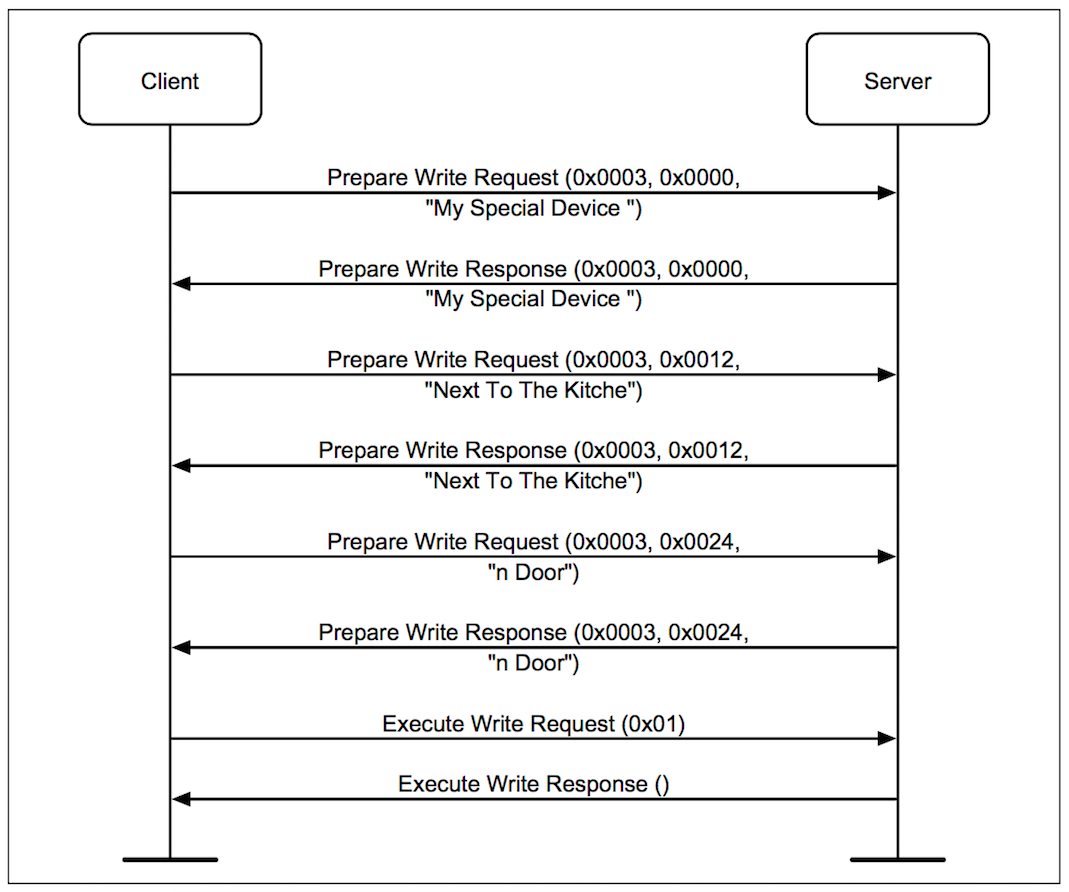 Client
Server
Prepare Write Request (0x0003, 0x0000,
"My Special Device ")
Prepare Write Response (0x0003, 0x0000,
"My Special Device ")
Prepare Write Request (0x0003, 0x0012,
"Next To The Kitche")
Prepare Write Response (0x0003, 0x0012,
"Next To The Kitche")
Prepare Write Request (0x0003, 0x0024,
"n Door")
Prepare Write Response (0x0003, 0x0024,
"n Door")
Execute Write Request (0x01)
Execute Write Response ()